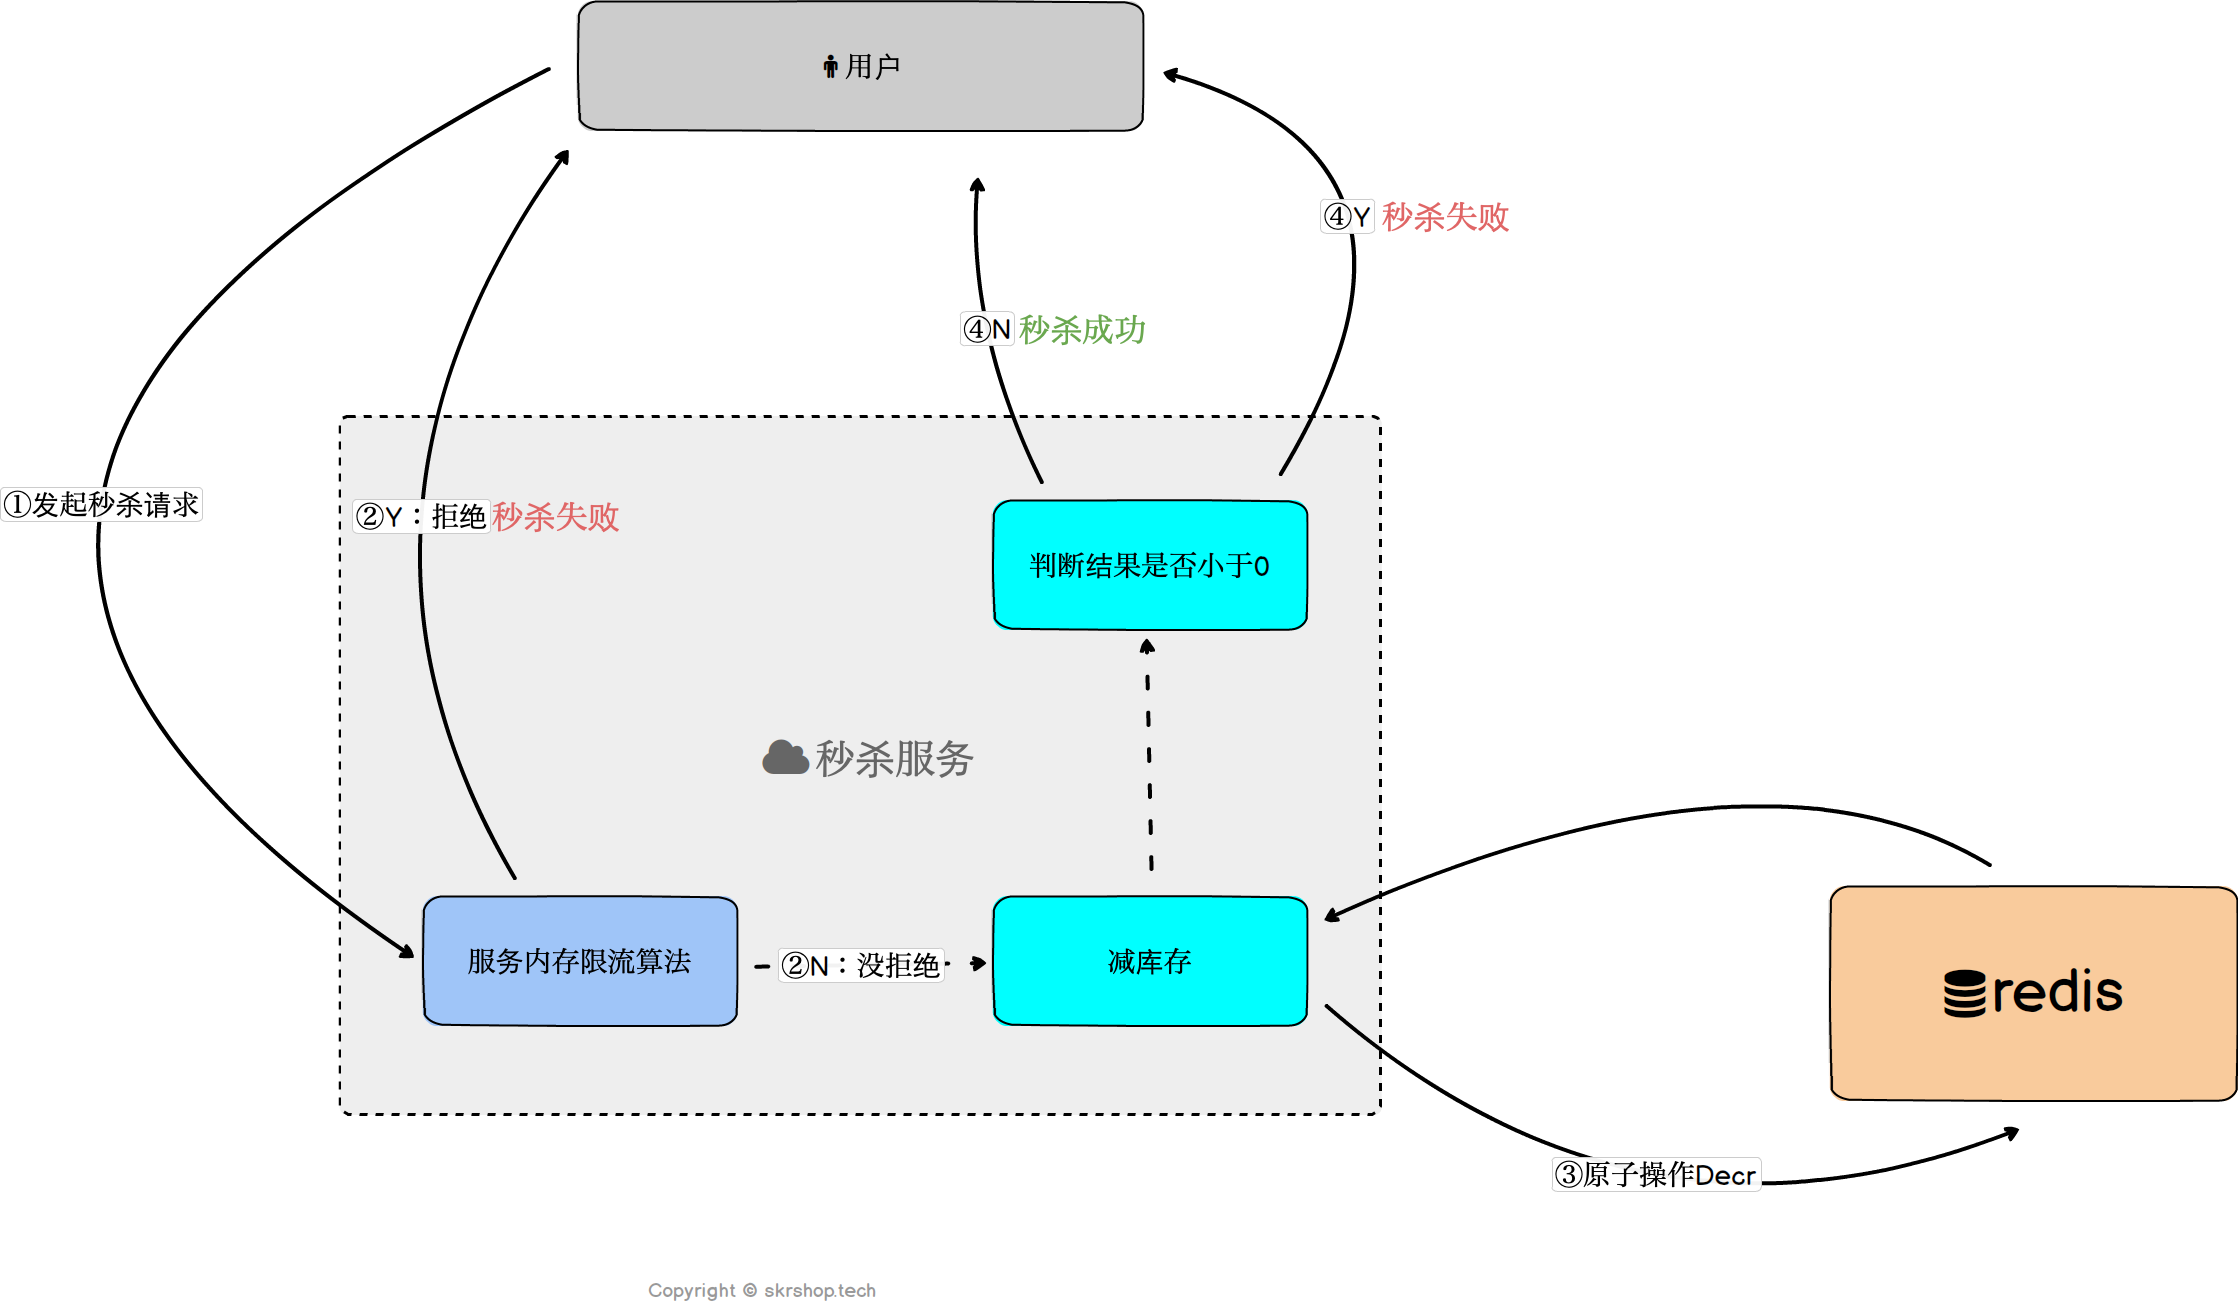 用户
④Y 秒杀失败
④N 秒杀成功
①发起秒杀请求
②Y：拒绝 秒杀失败
判断结果是否小于0
秒杀服务
服务内存限流算法
②N：没拒绝
减库存
redis
③原子操作Decr
Copyright © skrshop.tech